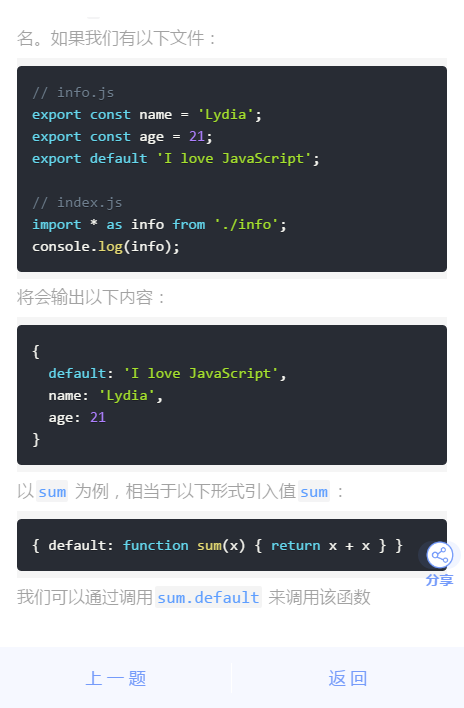 名。如果我们有以下文件：
// info.js
export const name = 'Lydia';
export const age = 21;
export default 'I love JavaScript';
// index.js
import * as info from './info';
console.log(info);
将会输出以下内容：
{
  default: 'I love JavaScript',
  name: 'Lydia',
  age: 21
}
以 sum 为例，相当于以下形式引入值 sum ：
{ default: function sum(x) { return x + x } }
我们可以通过调用 sum.default 来调用该函数
分享
上一题
返回